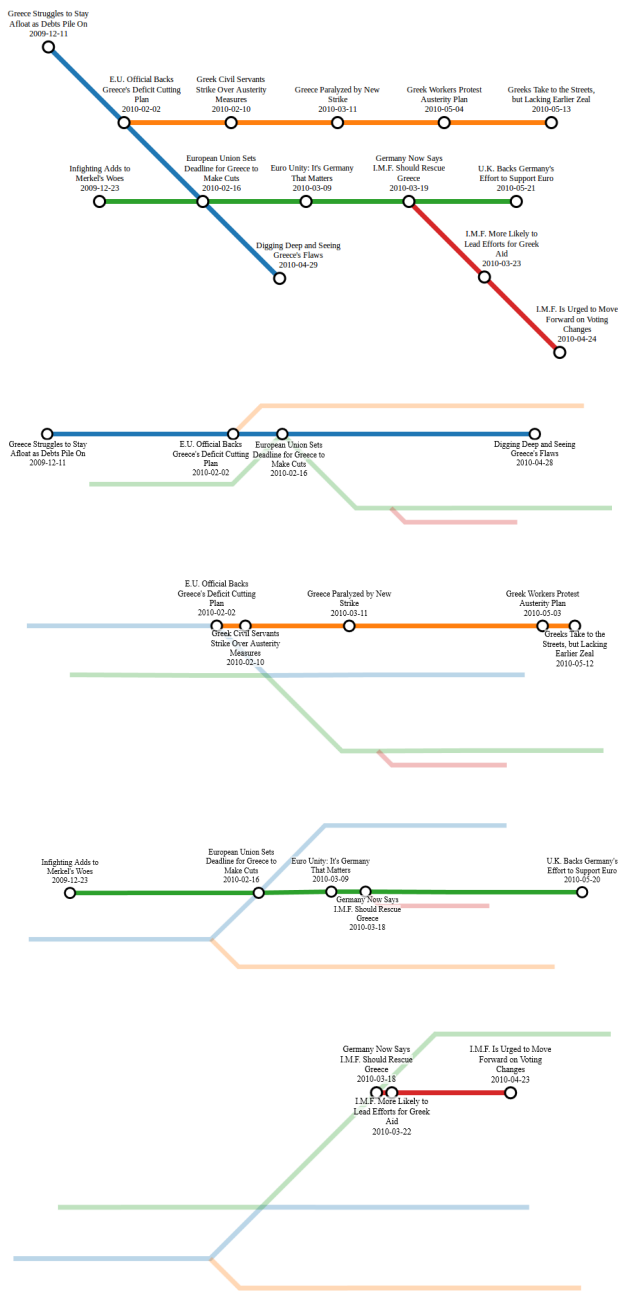 Greece Struggles to Stay
Afloat as Debts Pile On
2009-12-11
E.U. Official Backs
Greece's Deficit Cutting
Plan
2010-02-02
Greek Civil Servants
Strike Over Austerity
Measures
2010-02-10
Greece Paralyzed by New
Strike
2010-03-11
Greek Workers Protest
Austerity Plan
2010-05-04
Greeks Take to the Streets,
but Lacking Earlier Zeal
2010-05-13
Infighting Adds to
Merkel's Woes
2009-12-23
European Union Sets
Deadline for Greece to
Make Cuts
2010-02-16
Euro Unity: It's Germany
That Matters
2010-03-09
Germany Now Says
I.M.F. Should Rescue
Greece
2010-03-19
U.K. Backs Germany's
Effort to Support Euro
2010-05-21
Digging Deep and Seeing
Greece's Flaws
2010-04-29
I.M.F. More Likely to
Lead Efforts for Greek
Aid
2010-03-23
I.M.F. Is Urged to Move
Forward on Voting
Changes
2010-04-24
Greece Struggles to Stay
Afloat as Debts Pile On
2009-12-11
E.U. Official Backs
Greece's Deficit Cutting
Plan
2010-02-02
European Union Sets
Deadline for Greece to
Make Cuts
2010-02-16
Digging Deep and Seeing
Greece's Flaws
2010-04-28
E.U. Official Backs
Greece's Deficit Cutting
Plan
2010-02-02
Greek Civil Servants
Strike Over Austerity
Measures
2010-02-10
Greece Paralyzed by New
Strike
2010-03-11
Greek Workers Protest
Austerity Plan
2010-05-03
Greeks Take to the
Streets, but Lacking
Earlier Zeal
2010-05-12
Infighting Adds to
Merkel's Woes
2009-12-23
European Union Sets
Deadline for Greece to
Make Cuts
2010-02-16
Euro Unity: It's Germany
That Matters
2010-03-09
Germany Now Says
I.M.F. Should Rescue
Greece
2010-03-18
U.K. Backs Germany's
Effort to Support Euro
2010-05-20
Germany Now Says
I.M.F. Should Rescue
Greece
2010-03-18
I.M.F. More Likely to
Lead Efforts for Greek
Aid
2010-03-22
I.M.F. Is Urged to Move
Forward on Voting
Changes
2010-04-23